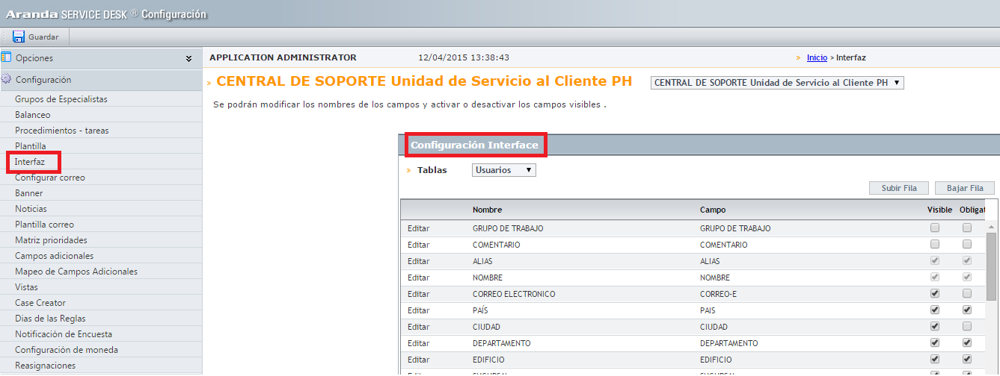 Aranda SERVICE DESK ® Configuración
Guardar
Opciones
APPLICATION ADMINISTRATOR 12/04/2015 13:38:43 Inicio > Interfaz
Configuración
CENTRAL DE SOPORTE Unidad de Servicio al Cliente PH CENTRAL DE SOPORTE Unidad de Servicio al Cliente PH
Se podrán modificar los nombres de los campos y activar o desactivar los campos visibles .
Grupos de Especialistas
Balanceo
Procedimientos - tareas
Plantilla
Interfaz
Configurar correo
Banner
Noticias
Plantilla correo
Matriz prioridades
Campos adicionales
Mapeo de Campos Adicionales
Vistas
Case Creator
Dias de las Reglas
Notificación de Encuesta
Configuración de moneda
Reasignaciones
Configuración Interface
Tablas Usuarios
Subir Fila Bajar Fila
Nombre Campo Visible Obligat
Editar GRUPO DE TRABAJO GRUPO DE TRABAJO
Editar COMENTARIO COMENTARIO
Editar ALIAS ALIAS
Editar NOMBRE NOMBRE
Editar CORREO ELECTRONICO CORREO-E
Editar PAÍS PAIS
Editar CIUDAD CIUDAD
Editar DEPARTAMENTO DEPARTAMENTO
Editar EDIFICIO EDIFICIO